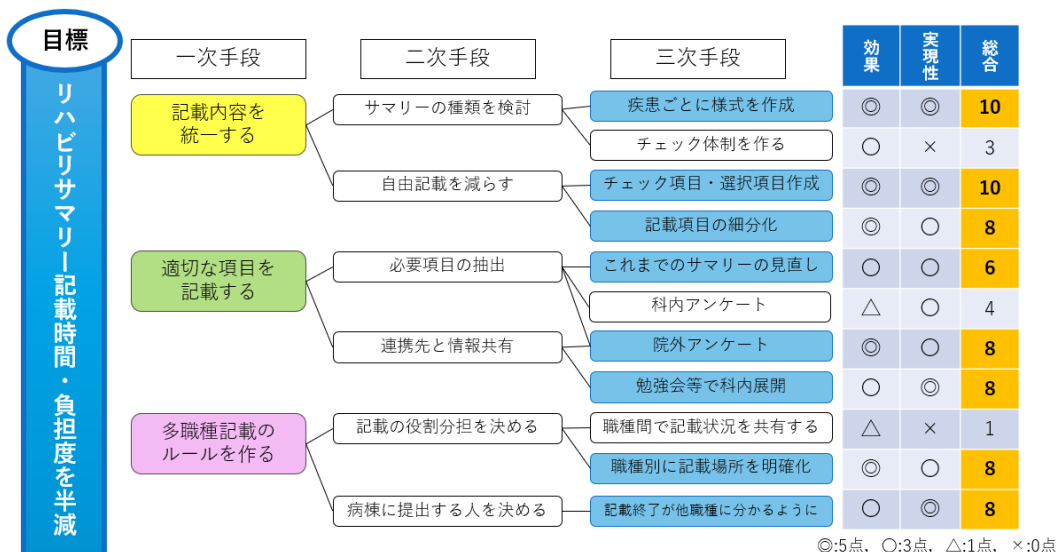 目標
リハビリサマリー記載時間・負担度を半減
一次手段
二次手段
三次手段
効果
実現性
総合
記載内容を
統一する
サマリーの種類を検討
疾患ごとに様式を作成
◎
◎
10
チェック体制を作る
○
×
3
自由記載を減らす
チェック項目・選択項目作成
◎
◎
10
記載項目の細分化
◎
○
8
適切な項目を
記載する
必要項目の抽出
これまでのサマリーの見直し
○
○
6
科内アンケート
△
○
4
連携先と情報共有
院外アンケート
◎
○
8
勉強会等で科内展開
○
◎
8
多職種記載の
ルールを作る
記載の役割分担を決める
職種間で記載状況を共有する
△
×
1
職種別に記載場所を明確化
◎
○
8
病棟に提出する人を決める
記載終了が他職種に分かるように
○
◎
8
◎:5点，○:3点，△:1点，×:0点